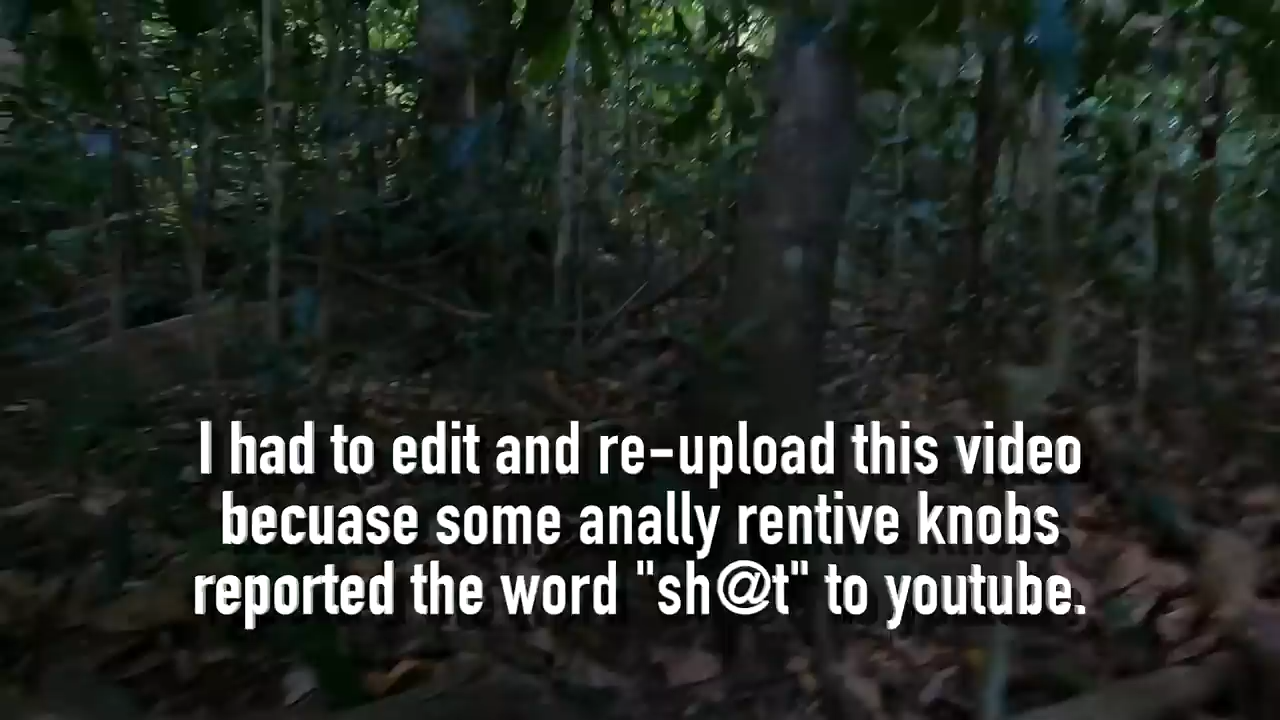 I had to edit and re-upload this video
becuase some anally rentive knobs
reported the word "sh@t" to youtube.